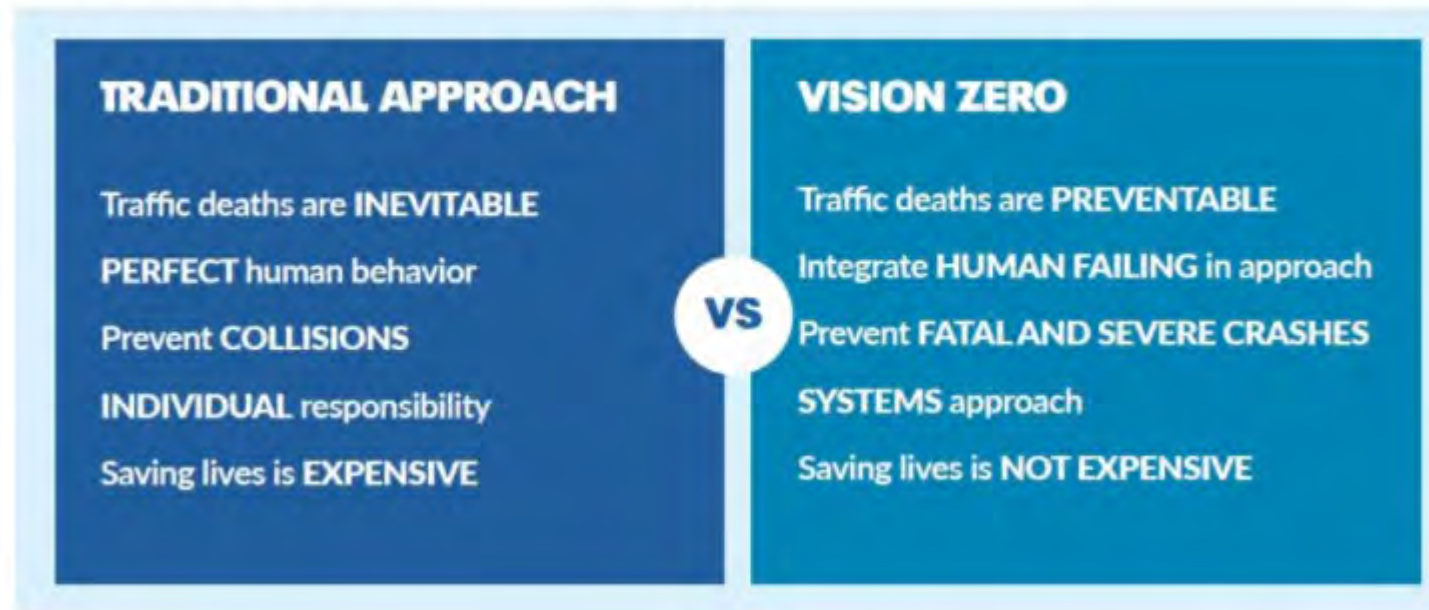 TRADITIONAL APPROACH
Traffic deaths are INEVITABLE
PERFECT human behavior
Prevent COLLISIONS
INDIVIDUAL responsibility
Saving lives is EXPENSIVE
VS
VISION ZERO
Traffic deaths are PREVENTABLE
Integrate HUMAN FAILING in approach
Prevent FATAL AND SEVERE CRASHES
SYSTEMS approach
Saving lives is NOT EXPENSIVE